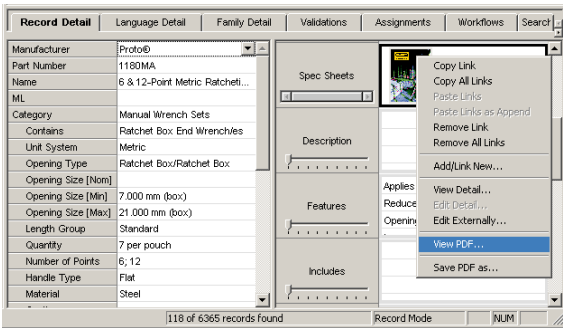 Record Detail Language Detail Family Detail Validations Assignments Workflows Search
Manufacturer Proto®
Part Number 1180MA
Name 6 & 12-Point Metric Ratcheti...
ML
Category Manual Wrench Sets
Contains Ratchet Box End Wrench/es
Unit System Metric
Opening Type Ratchet Box/Ratchet Box
Opening Size [Nom]
Opening Size [Min] 7.000 mm (box)
Opening Size [Max] 21.000 mm (box)
Length Group Standard
Quantity 7 per pouch
Number of Points 6; 12
Handle Type Flat
Material Steel
Spec Sheets
Description
Features
Includes
Applies
Reduce
Opening
Copy Link
Copy All Links
Paste Links
Paste Links as Append
Remove Link
Remove All Links
Add/Link New...
View Detail...
Edit Detail...
Edit Externally...
View PDF...
Save PDF as...
118 of 6365 records found Record Mode NUM